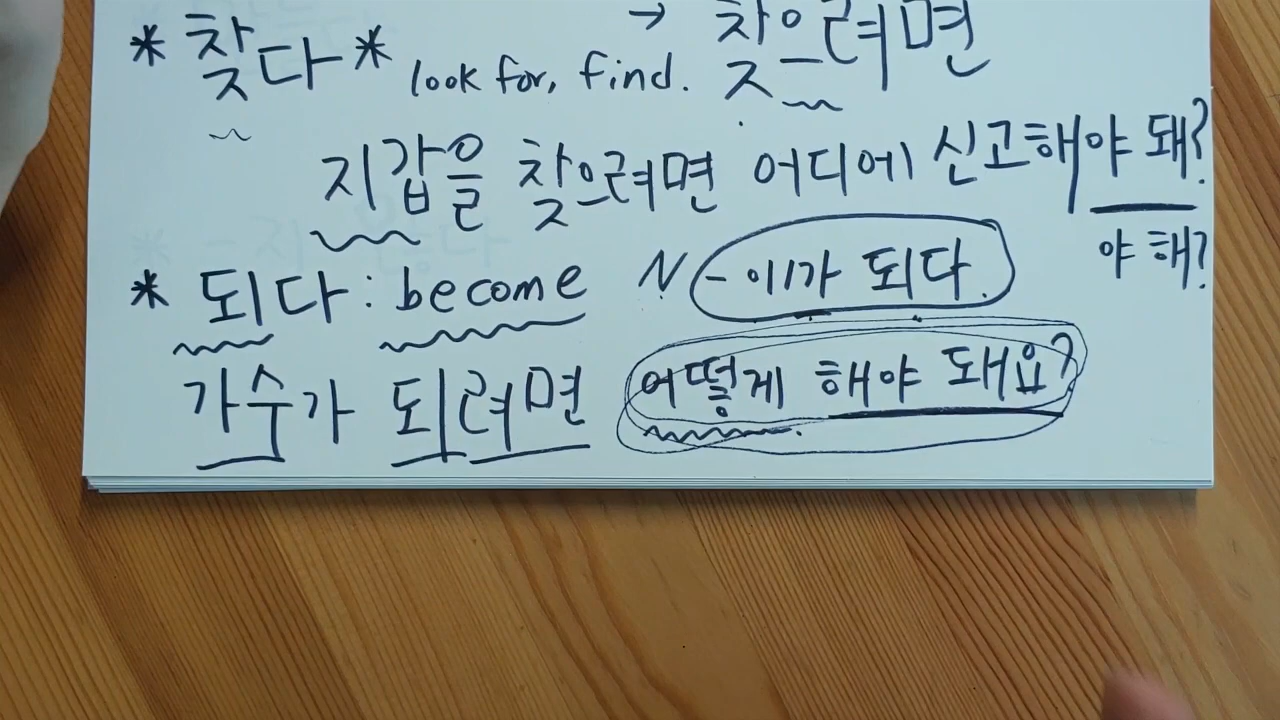 * 찾다 * look for, find. → 찾으려면
지갑을 찾으려면 어디에 신고해야 돼?
야 해?
* 되다 : become N -이/가 되다.
가수가 되려면 어떻게 해야 돼요?